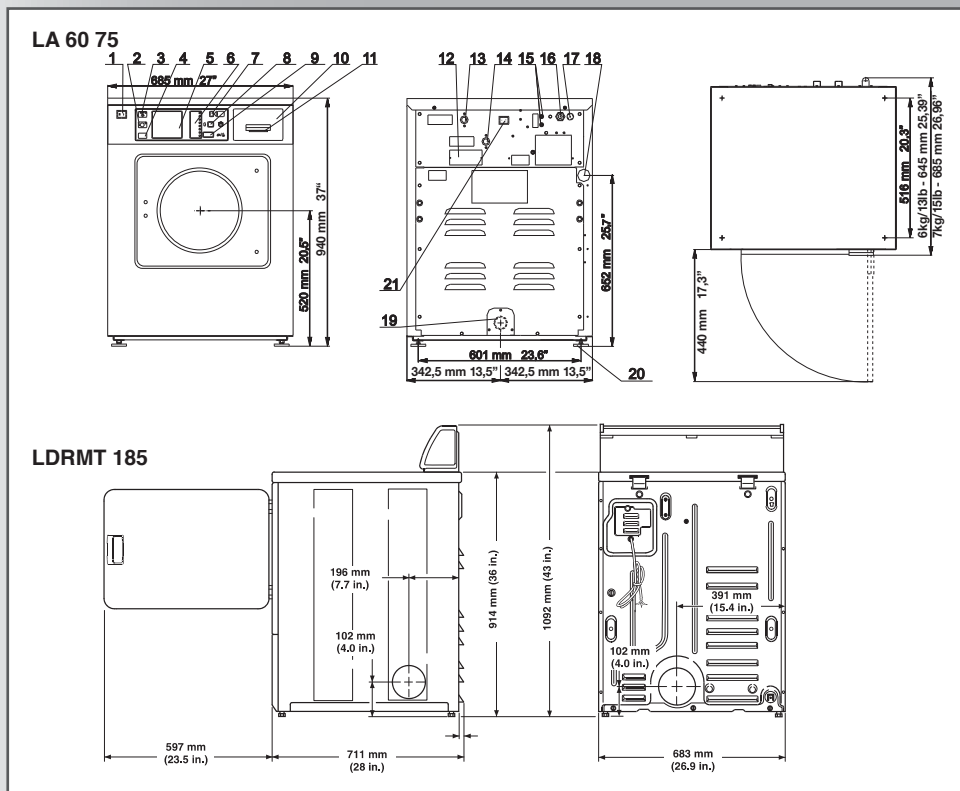 LA 60 75
1 2 3 4 5 6 7 8 9 10 11
685 mm 27"
940 mm 37"
520 mm 20,5"
12 13 14 15 16 17 18
21
19
20
652 mm 25,7"
601 mm 23,6"
342,5 mm 13,5" 342,5 mm 13,5"
516 mm 20,3"
6kg/13lb - 645 mm 25,39"
7kg/15lb - 685 mm 26,96"
440 mm 17,3"
LDRMT 185
196 mm
(7.7 in.)
102 mm
(4.0 in.)
914 mm (36 in.)
1092 mm (43 in.)
391 mm
(15.4 in.)
102 mm
(4.0 in.)
597 mm
(23.5 in.)
711 mm
(28 in.)
683 mm
(26.9 in.)